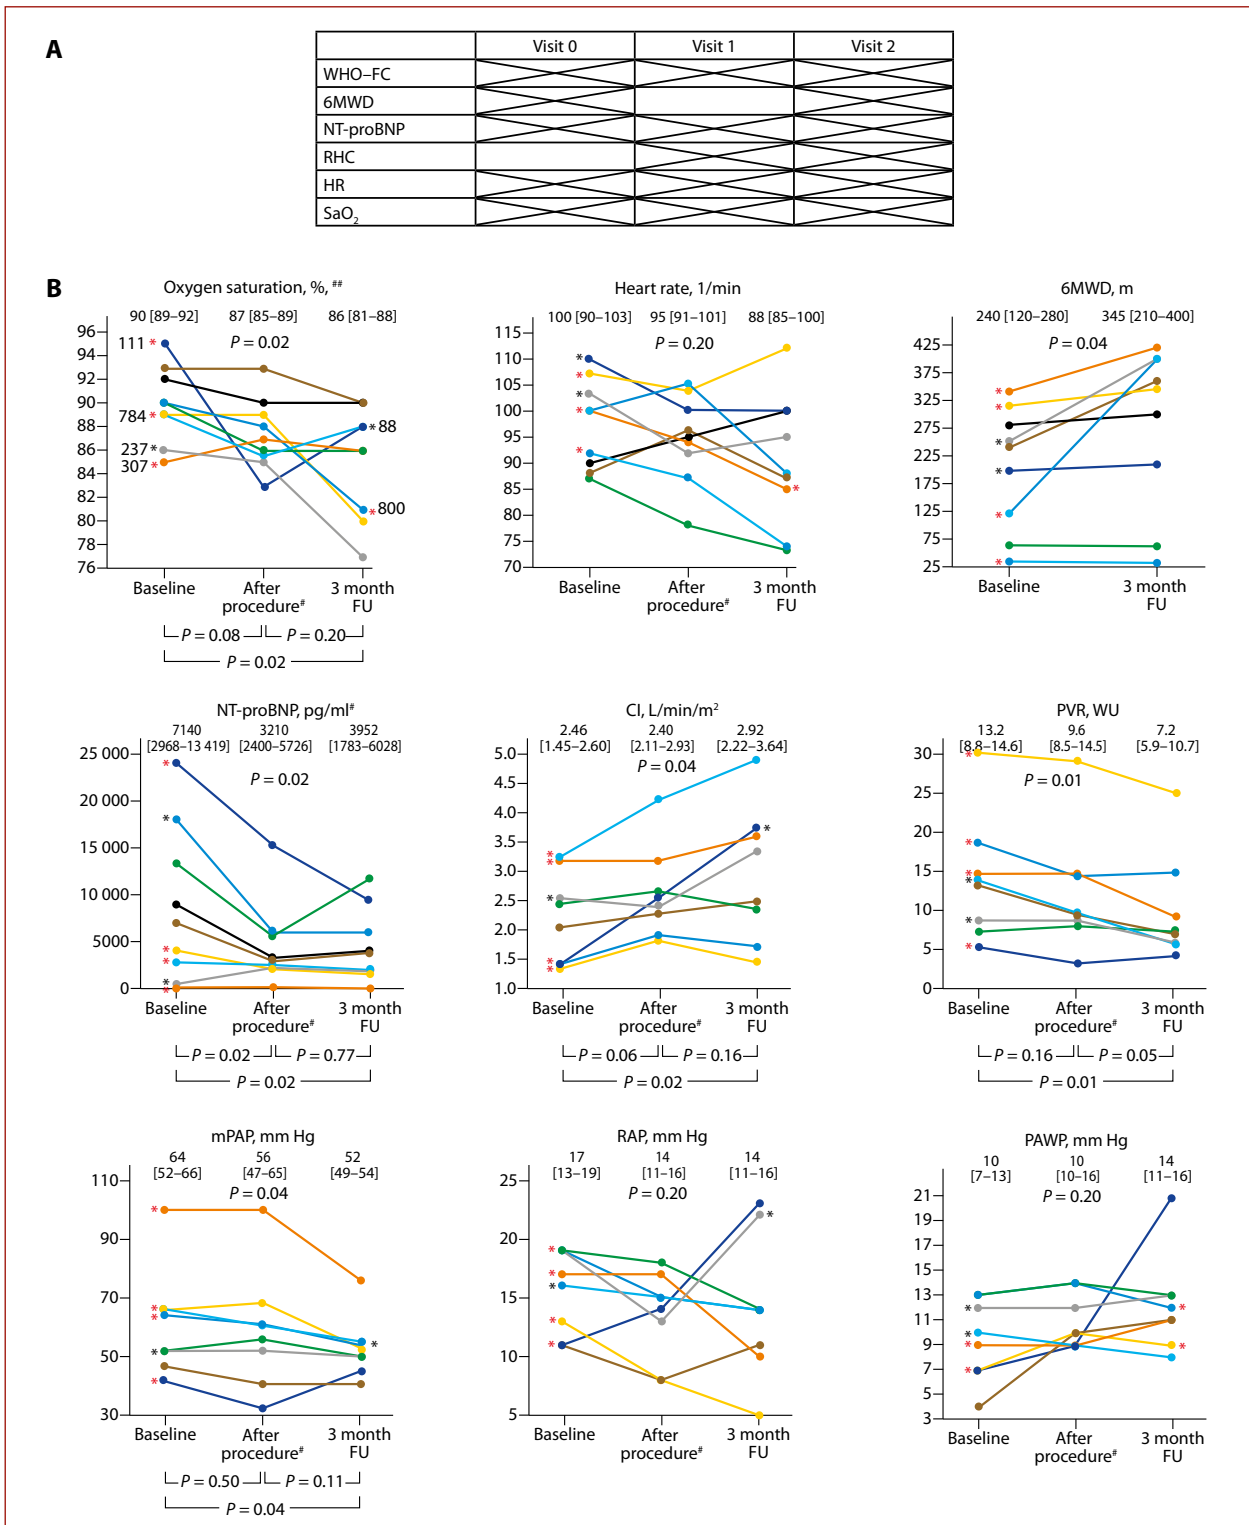 A
Visit 0 Visit 1 Visit 2
WHO–FC
6MWD
NT-proBNP
RHC
HR
SaO2
B
Oxygen saturation, %, ##
90 [89–92] 87 [85–89] 86 [81–88]
P = 0.02
96
94
92
90
88
86
84
82
80
78
76
111 *
784 *
237 *
307 *
* 88
* 800
Baseline After procedure# 3 month FU
P = 0.08 P = 0.20
P = 0.02
Heart rate, 1/min
100 [90–103] 95 [91–101] 88 [85–100]
P = 0.20
115
110
105
100
95
90
85
80
75
70
*
*
*
*
*
*
Baseline After procedure# 3 month FU
6MWD, m
240 [120–280] 345 [210–400]
P = 0.04
425
375
325
275
225
175
125
75
25
*
*
*
*
*
*
Baseline 3 month FU
NT-proBNP, pg/ml#
7140 3210 3952
[2968–13 419] [2400–5726] [1783–6028]
P = 0.02
25 000
20 000
15 000
10 000
5000
0
*
*
*
*
*
*
Baseline After procedure# 3 month FU
P = 0.02 P = 0.77
P = 0.02
CI, L/min/m2
2.46 2.40 2.92
[1.45–2.60] [2.11–2.93] [2.22–3.64]
P = 0.04
5.0
4.5
4.0
3.5
3.0
2.5
2.0
1.5
1.0
*
*
*
*
*
*
Baseline After procedure# 3 month FU
P = 0.06 P = 0.16
P = 0.02
PVR, WU
13.2 9.6 7.2
[8.8–14.6] [8.5–14.5] [5.9–10.7]
P = 0.01
30
25
20
15
10
5
0
*
*
*
*
*
*
Baseline After procedure# 3 month FU
P = 0.16 P = 0.05
P = 0.01
mPAP, mm Hg
64 56 52
[52–66] [47–65] [49–54]
P = 0.04
110
90
70
50
30
*
*
*
*
*
*
Baseline After procedure# 3 month FU
P = 0.50 P = 0.11
P = 0.04
RAP, mm Hg
17 14 14
[13–19] [11–16] [11–16]
P = 0.20
25
20
15
10
5
*
*
*
*
*
*
Baseline After procedure# 3 month FU
PAWP, mm Hg
10 10 14
[7–13] [10–16] [11–16]
P = 0.20
21
19
17
15
13
11
9
7
5
3
*
*
*
*
*
*
Baseline After procedure# 3 month FU